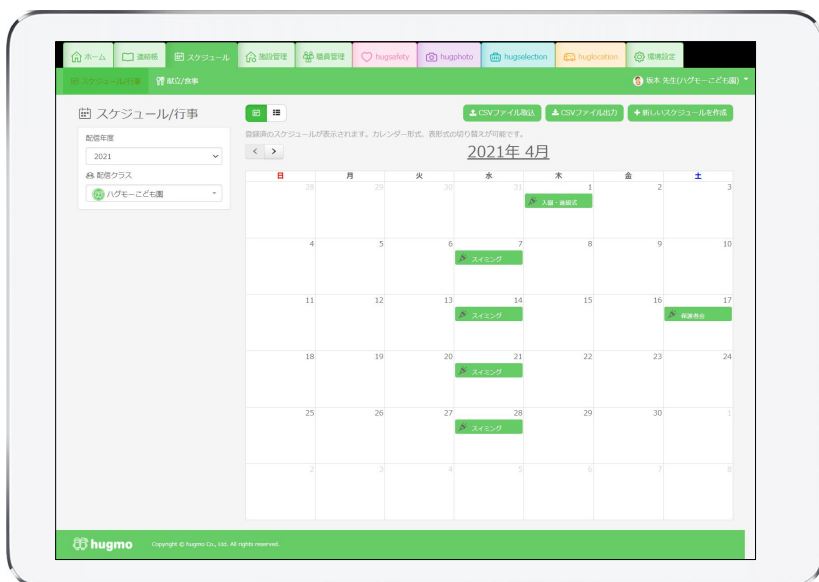 ホーム 連絡帳 スケジュール 施設管理 職員管理 hugsafety hugphoto hugselection huglocation 環境設定
スケジュール/行事 献立/食事 坂本 先生(ハグモーこども園)
スケジュール/行事
CSVファイル取込 CSVファイル出力 +新しいスケジュールを作成
配信年度
2021
配信クラス
ハグモーこども園
登録済のスケジュールが表示されます。カレンダー形式、表形式の切り替えが可能です。
< >
2021年 4月
日 月 火 水 木 金 土
28 29 30 31 1 2 3
入園・進級式
4 5 6 7 8 9 10
スイミング
11 12 13 14 15 16 17
スイミング 保護者会
18 19 20 21 22 23 24
スイミング
25 26 27 28 29 30 1
スイミング
2 3 4 5 6 7 8
hugmo Copyright © hugmo Co., Ltd. All rights reserved.